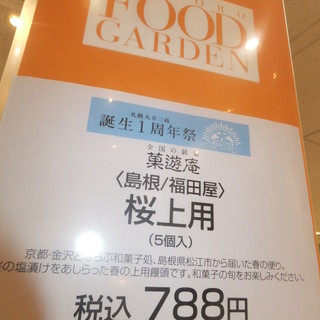 FOOD
GARDEN
誕生1周年祭
全国の銘
菓遊庵
〈島根/福田屋〉
桜上用
(5個入)
京都・金沢と 和菓子処、島根県松江市から届いた春の便り。
の塩漬けをあしらった春の上用饅頭です。和菓子の旬をお楽しみください。
税込 788円